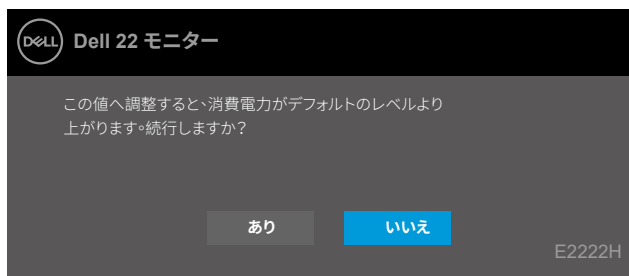 DELL
Dell 22 モニター
この値へ調整すると、消費電力がデフォルトのレベルより
上がります。続行しますか?
あり
いいえ
E2222H